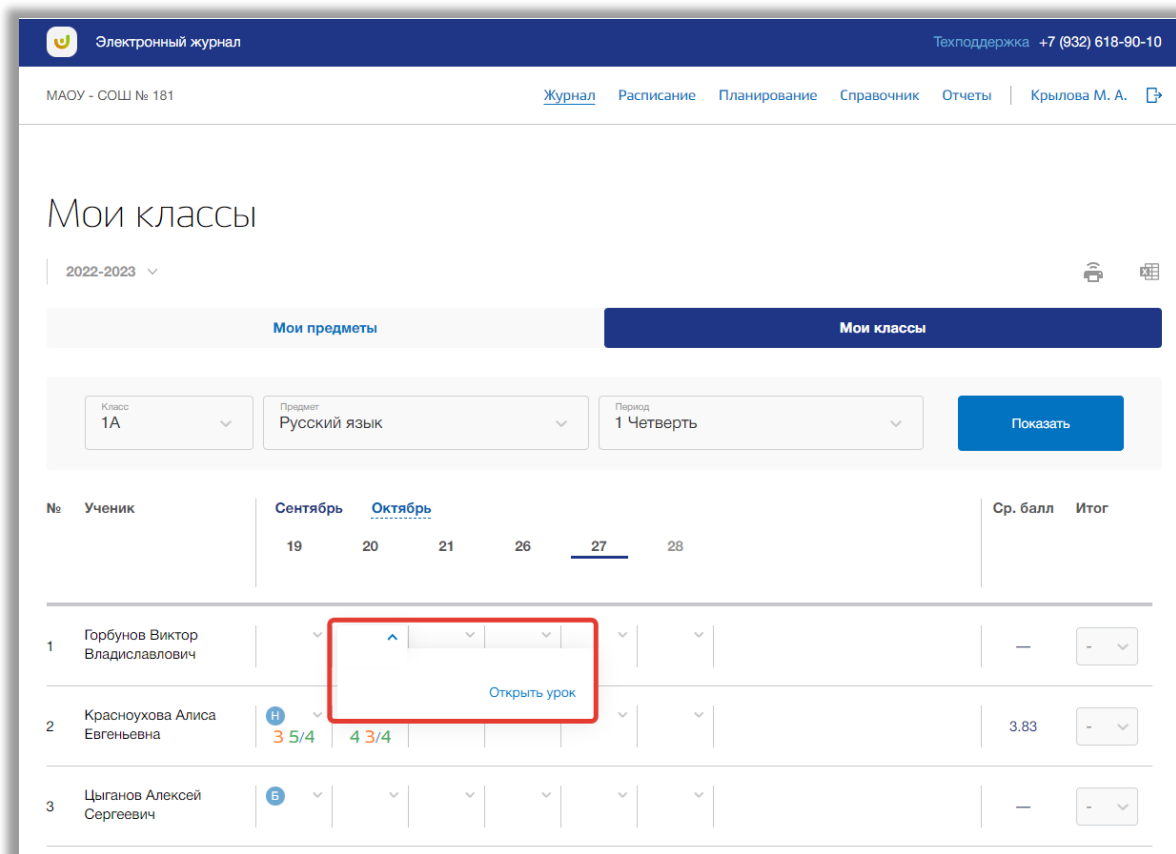 Электронный журнал Техподдержка +7 (932) 618-90-10
МАОУ - СОШ № 181 Журнал Расписание Планирование Справочник Отчеты Крылова М. А.
Мои классы
2022-2023
Мои предметы Мои классы
Класс Предмет Период
1А Русский язык 1 Четверть Показать
№ Ученик Сентябрь Октябрь Ср. балл Итог
19 20 21 26 27 28
1 Горбунов Виктор Владиславович — -
Открыть урок
2 Красноухова Алиса Евгеньевна Н 3 5/4 4 3/4 3.83 -
3 Цыганов Алексей Сергеевич Б — -